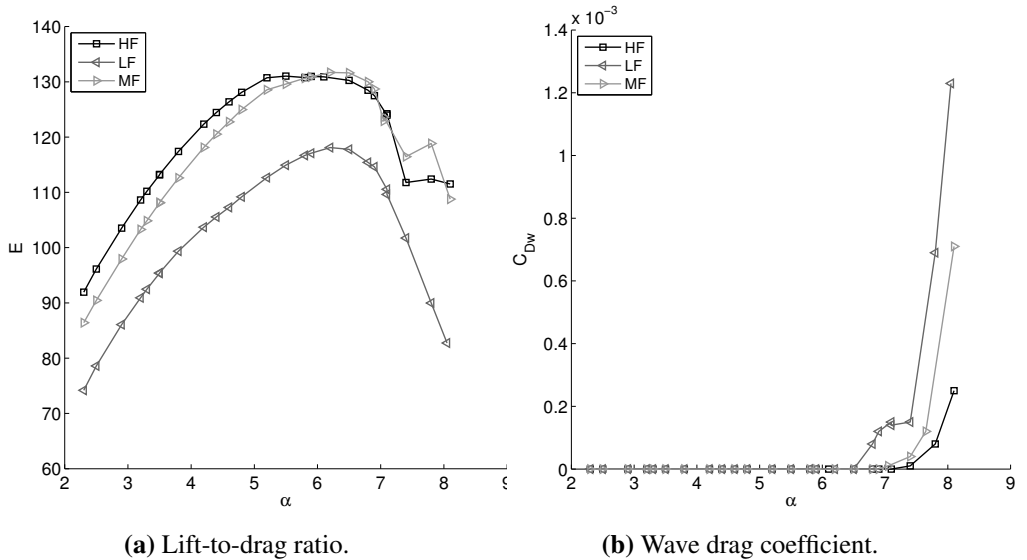 140
130
120
110
100
90
80
70
60
2 3 4 5 6 7 8 9
E
α
HF
LF
MF
x 10⁻³
1.4
1.2
1
0.8
0.6
0.4
0.2
0
2 3 4 5 6 7 8 9
C_Dw
α
HF
LF
MF
(a) Lift-to-drag ratio.
(b) Wave drag coefficient.